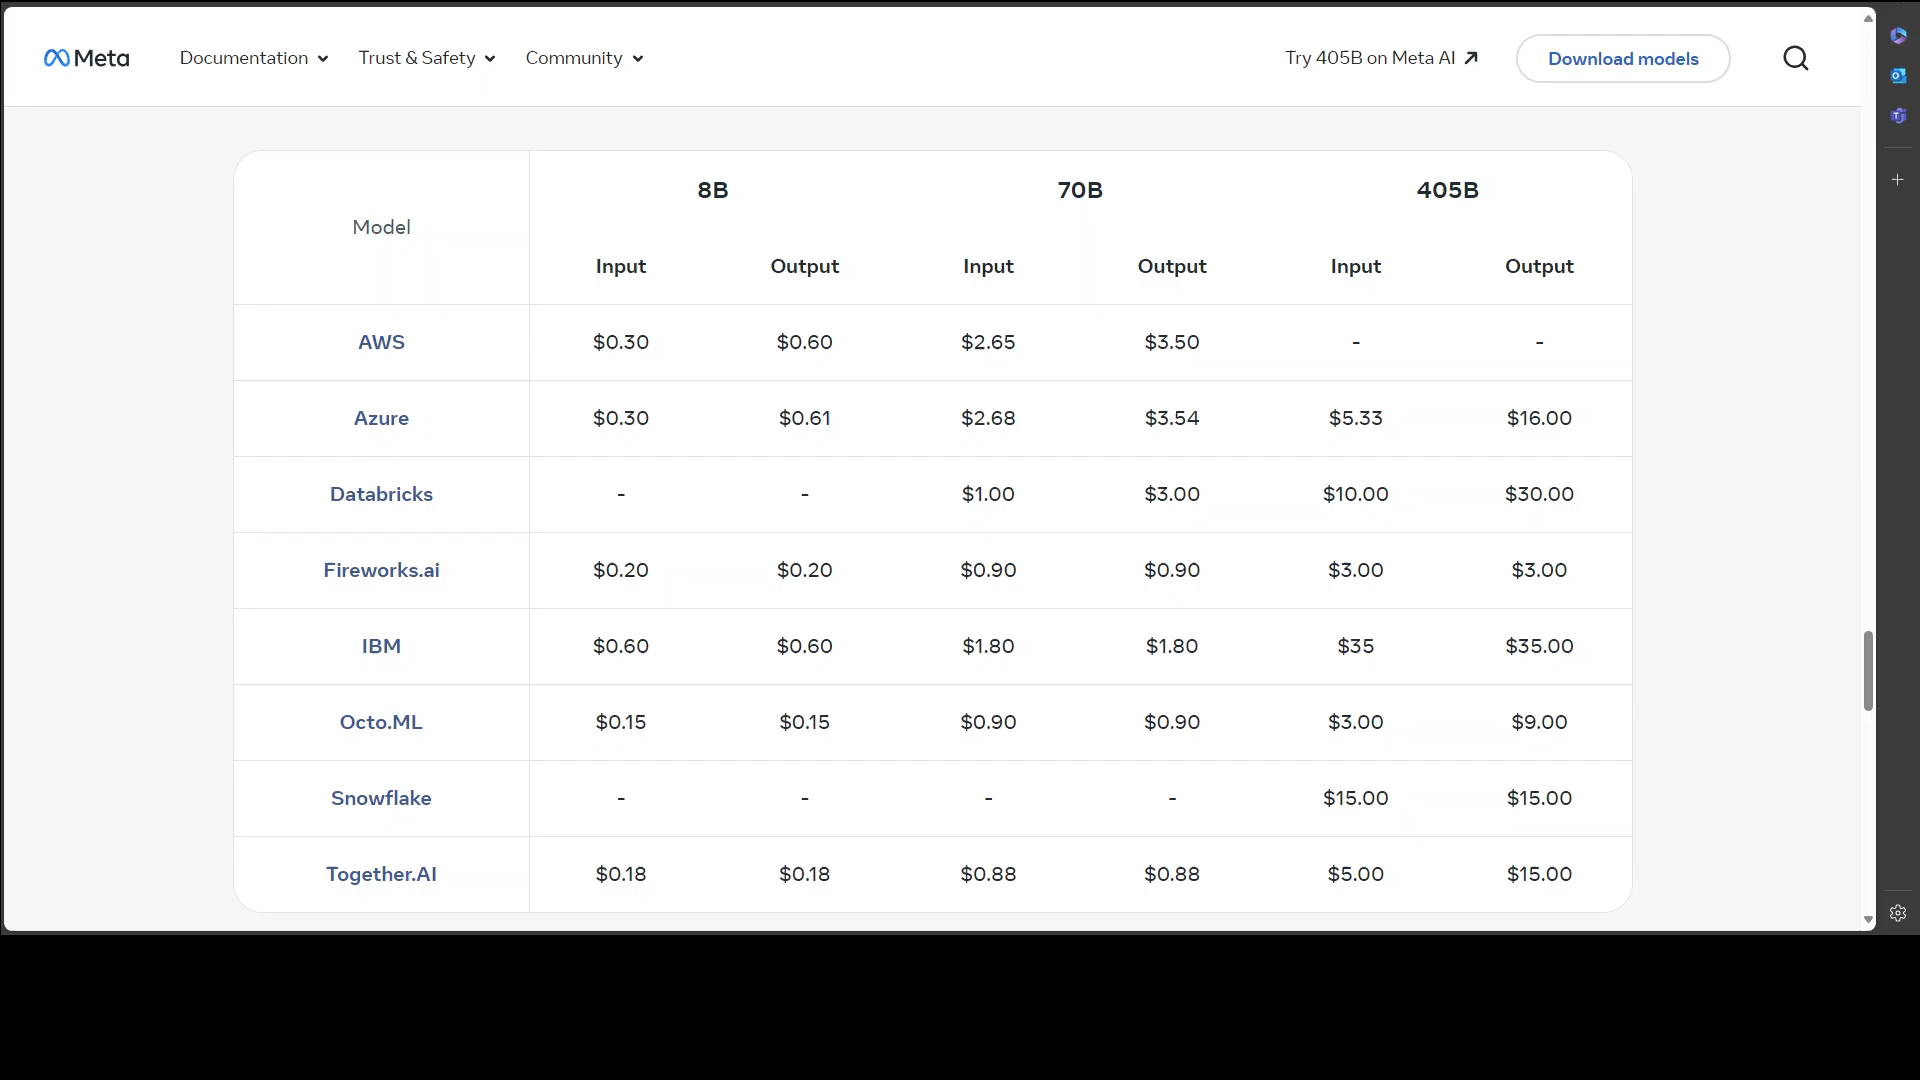 Meta Documentation Trust & Safety Community Try 405B on Meta AI Download models
8B 70B 405B
Model
Input Output Input Output Input Output
AWS $0.30 $0.60 $2.65 $3.50 - -
Azure $0.30 $0.61 $2.68 $3.54 $5.33 $16.00
Databricks - - $1.00 $3.00 $10.00 $30.00
Fireworks.ai $0.20 $0.20 $0.90 $0.90 $3.00 $3.00
IBM $0.60 $0.60 $1.80 $1.80 $35 $35.00
Octo.ML $0.15 $0.15 $0.90 $0.90 $3.00 $9.00
Snowflake - - - - $15.00 $15.00
Together.AI $0.18 $0.18 $0.88 $0.88 $5.00 $15.00